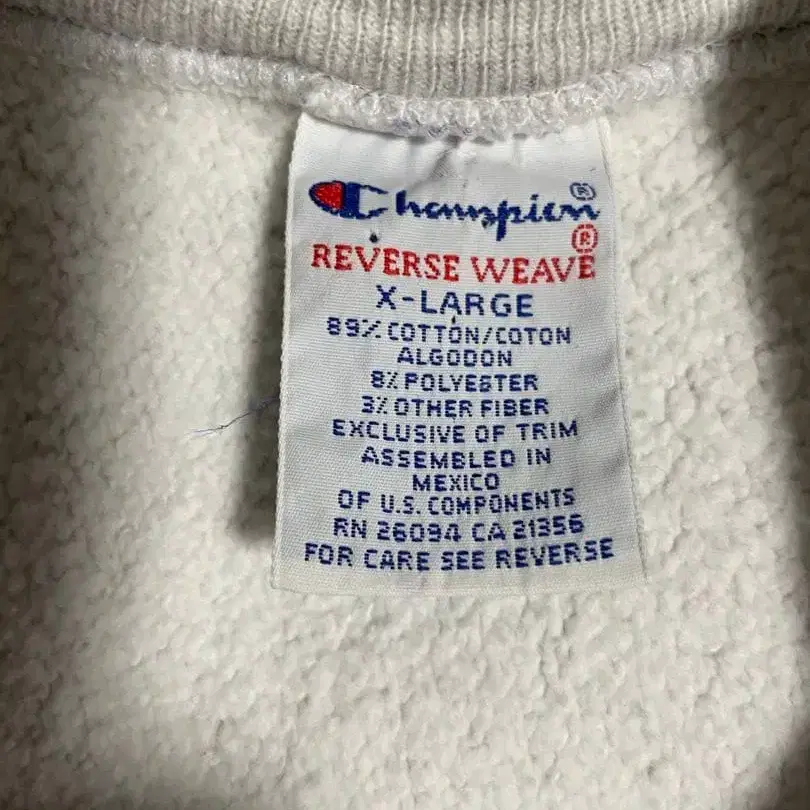 Champion®
REVERSE WEAVE®
X-LARGE
89% COTTON/COTON
ALGODON
8% POLYESTER
3% OTHER FIBER
EXCLUSIVE OF TRIM
ASSEMBLED IN
MEXICO
OF U.S. COMPONENTS
RN 26094 CA 21356
FOR CARE SEE REVERSE